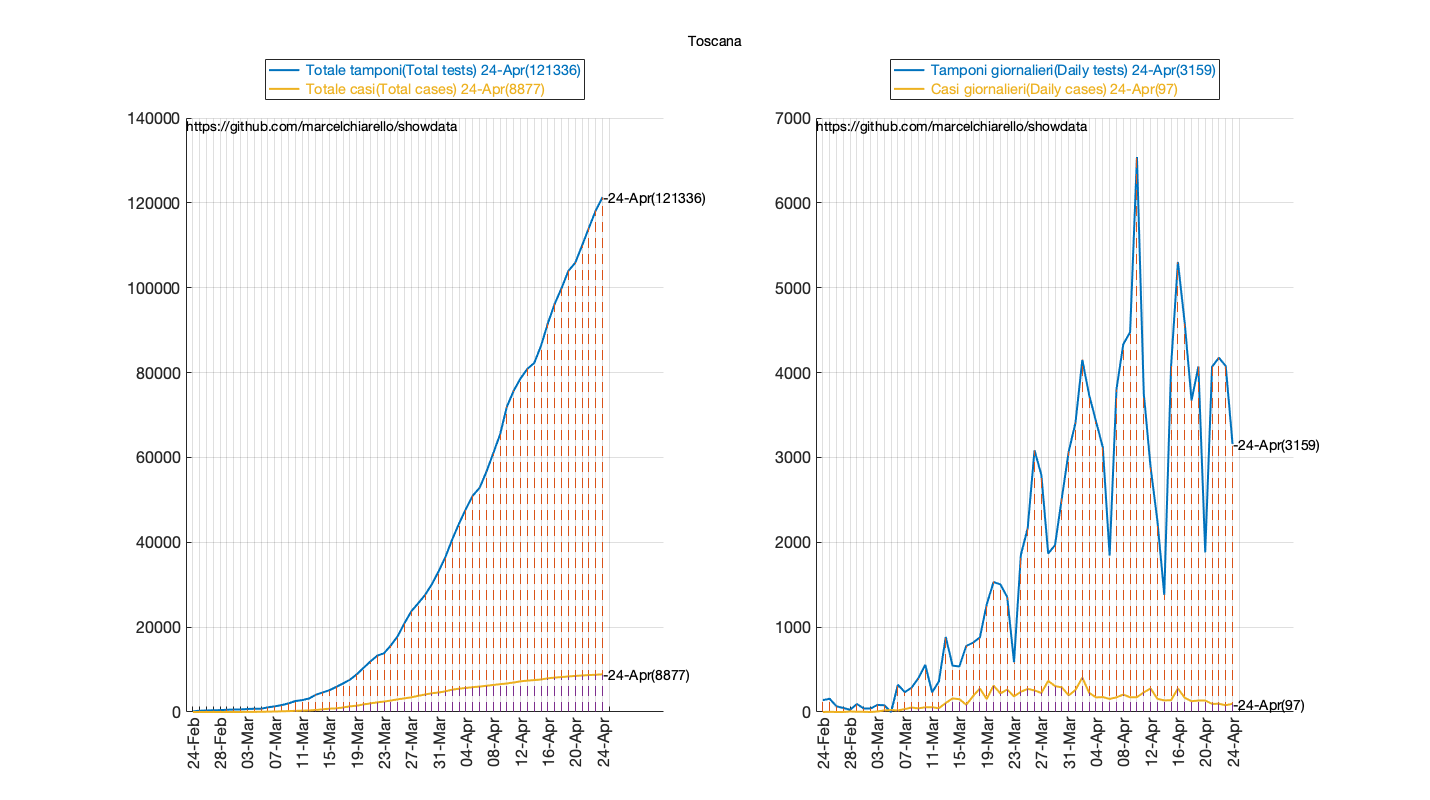 Toscana
Totale tamponi(Total tests) 24-Apr(121336)
Totale casi(Total cases) 24-Apr(8877)
140000
120000
100000
80000
60000
40000
20000
0
https://github.com/marcelchiarello/showdata
-24-Apr(121336)
-24-Apr(8877)
24-Feb
28-Feb
03-Mar
07-Mar
11-Mar
15-Mar
19-Mar
23-Mar
27-Mar
31-Mar
04-Apr
08-Apr
12-Apr
16-Apr
20-Apr
24-Apr
Tamponi giornalieri(Daily tests) 24-Apr(3159)
Casi giornalieri(Daily cases) 24-Apr(97)
7000
6000
5000
4000
3000
2000
1000
0
https://github.com/marcelchiarello/showdata
-24-Apr(3159)
-24-Apr(97)
24-Feb
28-Feb
03-Mar
07-Mar
11-Mar
15-Mar
19-Mar
23-Mar
27-Mar
31-Mar
04-Apr
08-Apr
12-Apr
16-Apr
20-Apr
24-Apr